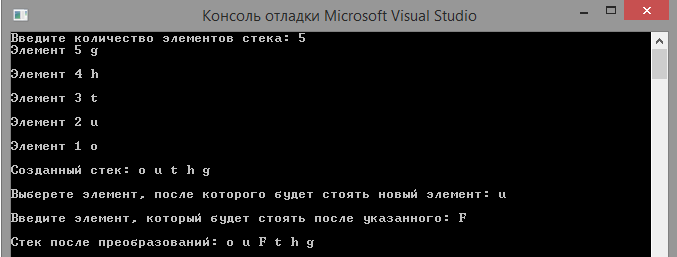 Консоль отладки Microsoft Visual Studio
Введите количество элементов стека: 5
Элемент 5 g
Элемент 4 h
Элемент 3 t
Элемент 2 u
Элемент 1 o
Созданный стек: o u t h g
Выберете элемент, после которого будет стоять новый элемент: u
Введите элемент, который будет стоять после указанного: F
Стек после преобразований: o u F t h g